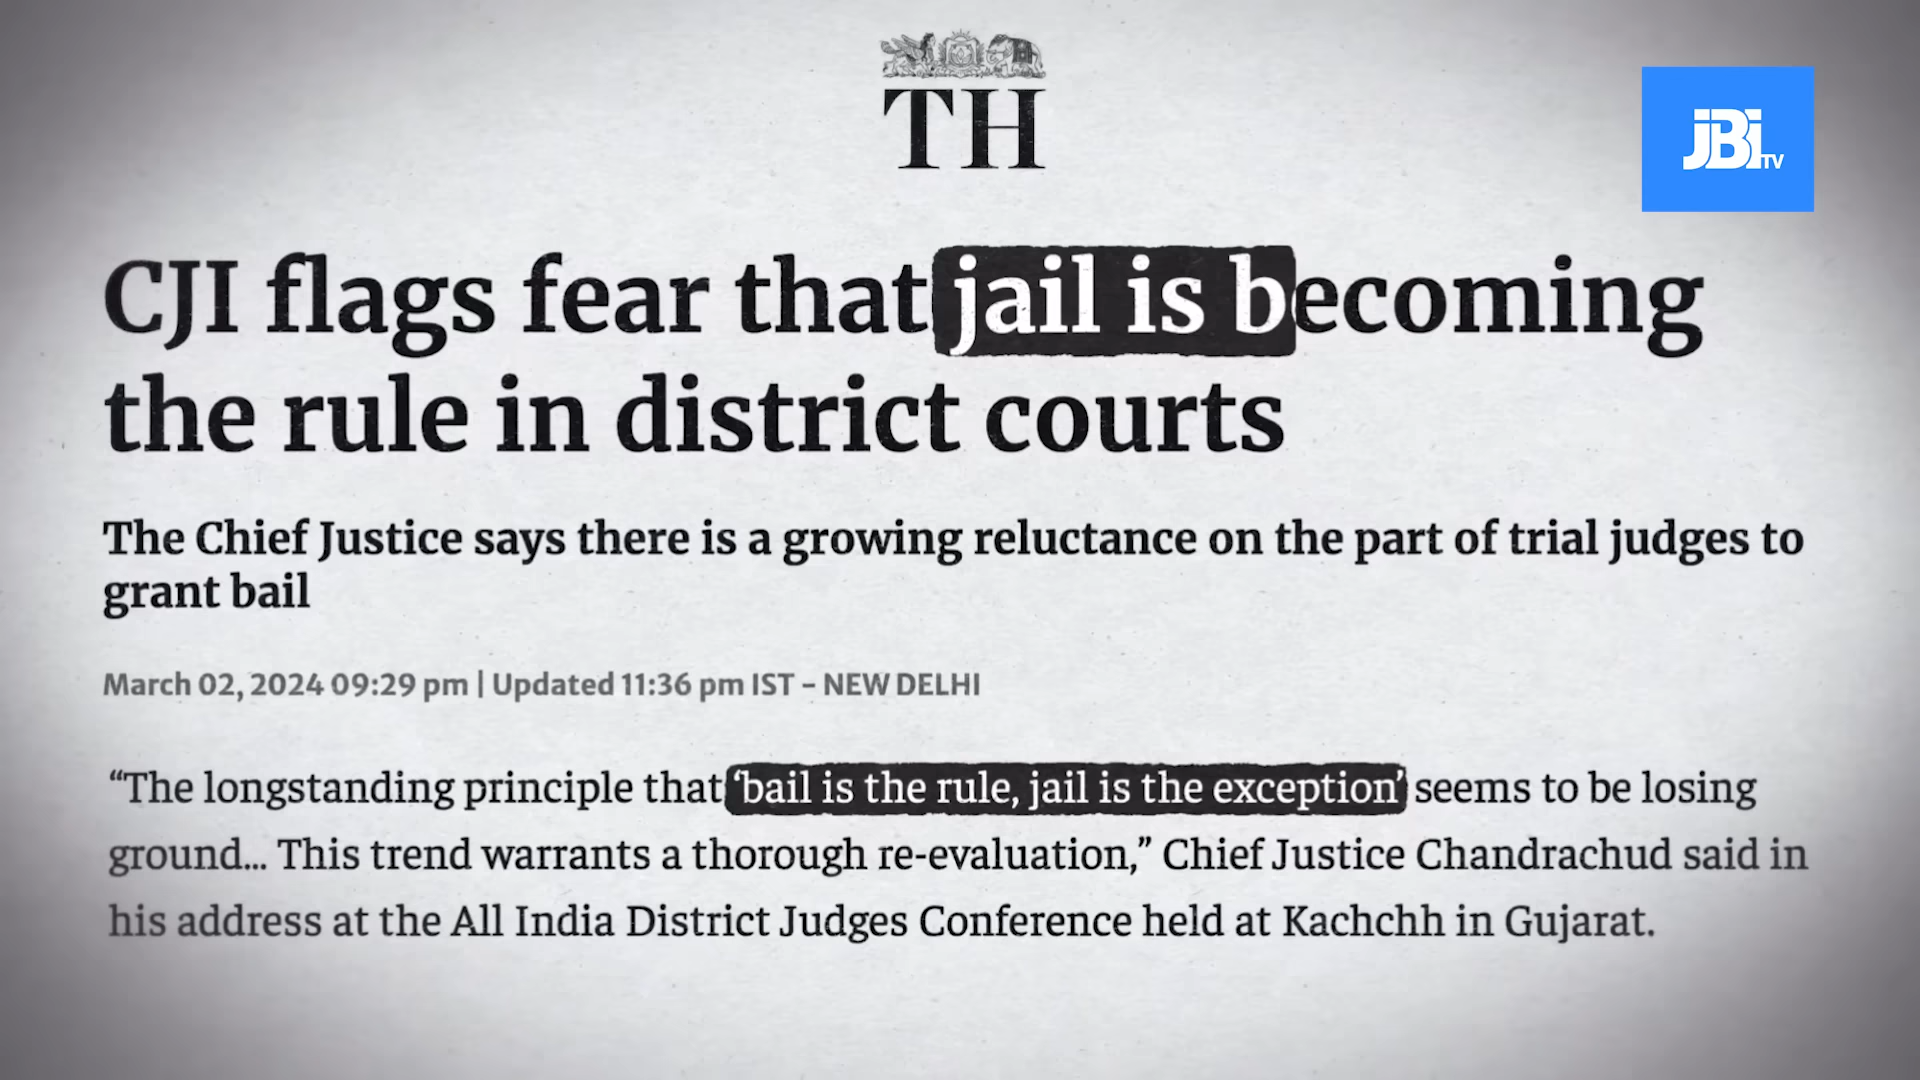 TH
JBi TV
CJI flags fear that jail is becoming
the rule in district courts
The Chief Justice says there is a growing reluctance on the part of trial judges to
grant bail
March 02, 2024 09:29 pm | Updated 11:36 pm IST – NEW DELHI
“The longstanding principle that ‘bail is the rule, jail is the exception’ seems to be losing
ground... This trend warrants a thorough re-evaluation,” Chief Justice Chandrachud said in
his address at the All India District Judges Conference held at Kachchh in Gujarat.